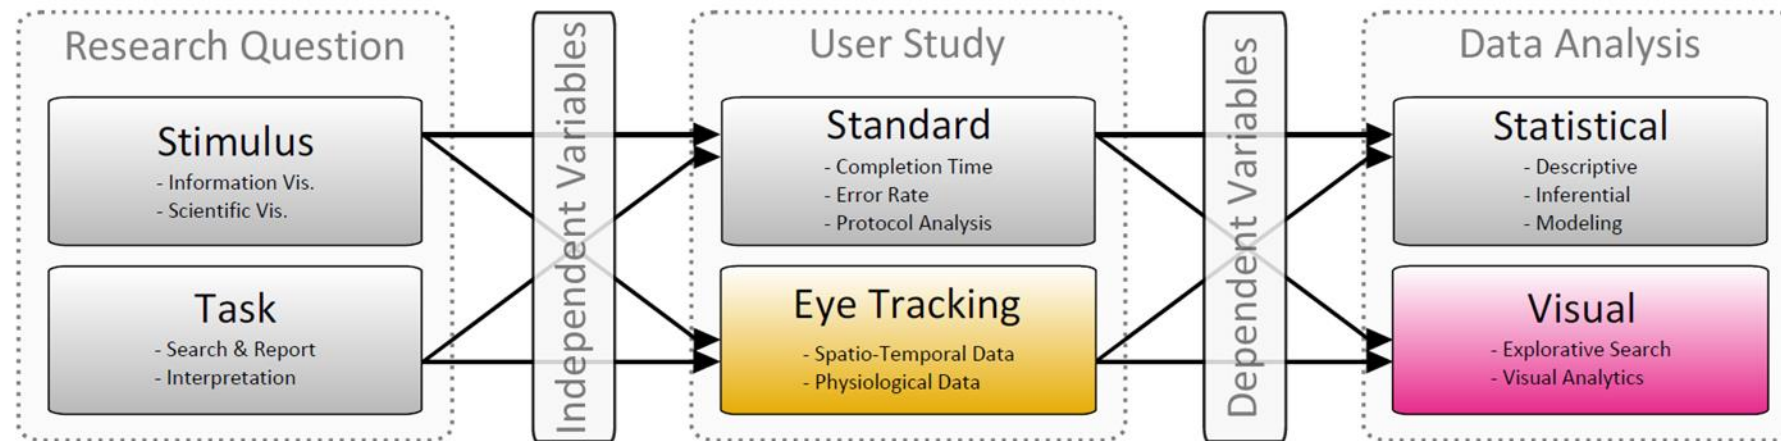 Research Question
Stimulus
- Information Vis.
- Scientific Vis.
Task
- Search & Report
- Interpretation
Independent Variables
User Study
Standard
- Completion Time
- Error Rate
- Protocol Analysis
Eye Tracking
- Spatio-Temporal Data
- Physiological Data
Dependent Variables
Data Analysis
Statistical
- Descriptive
- Inferential
- Modeling
Visual
- Explorative Search
- Visual Analytics